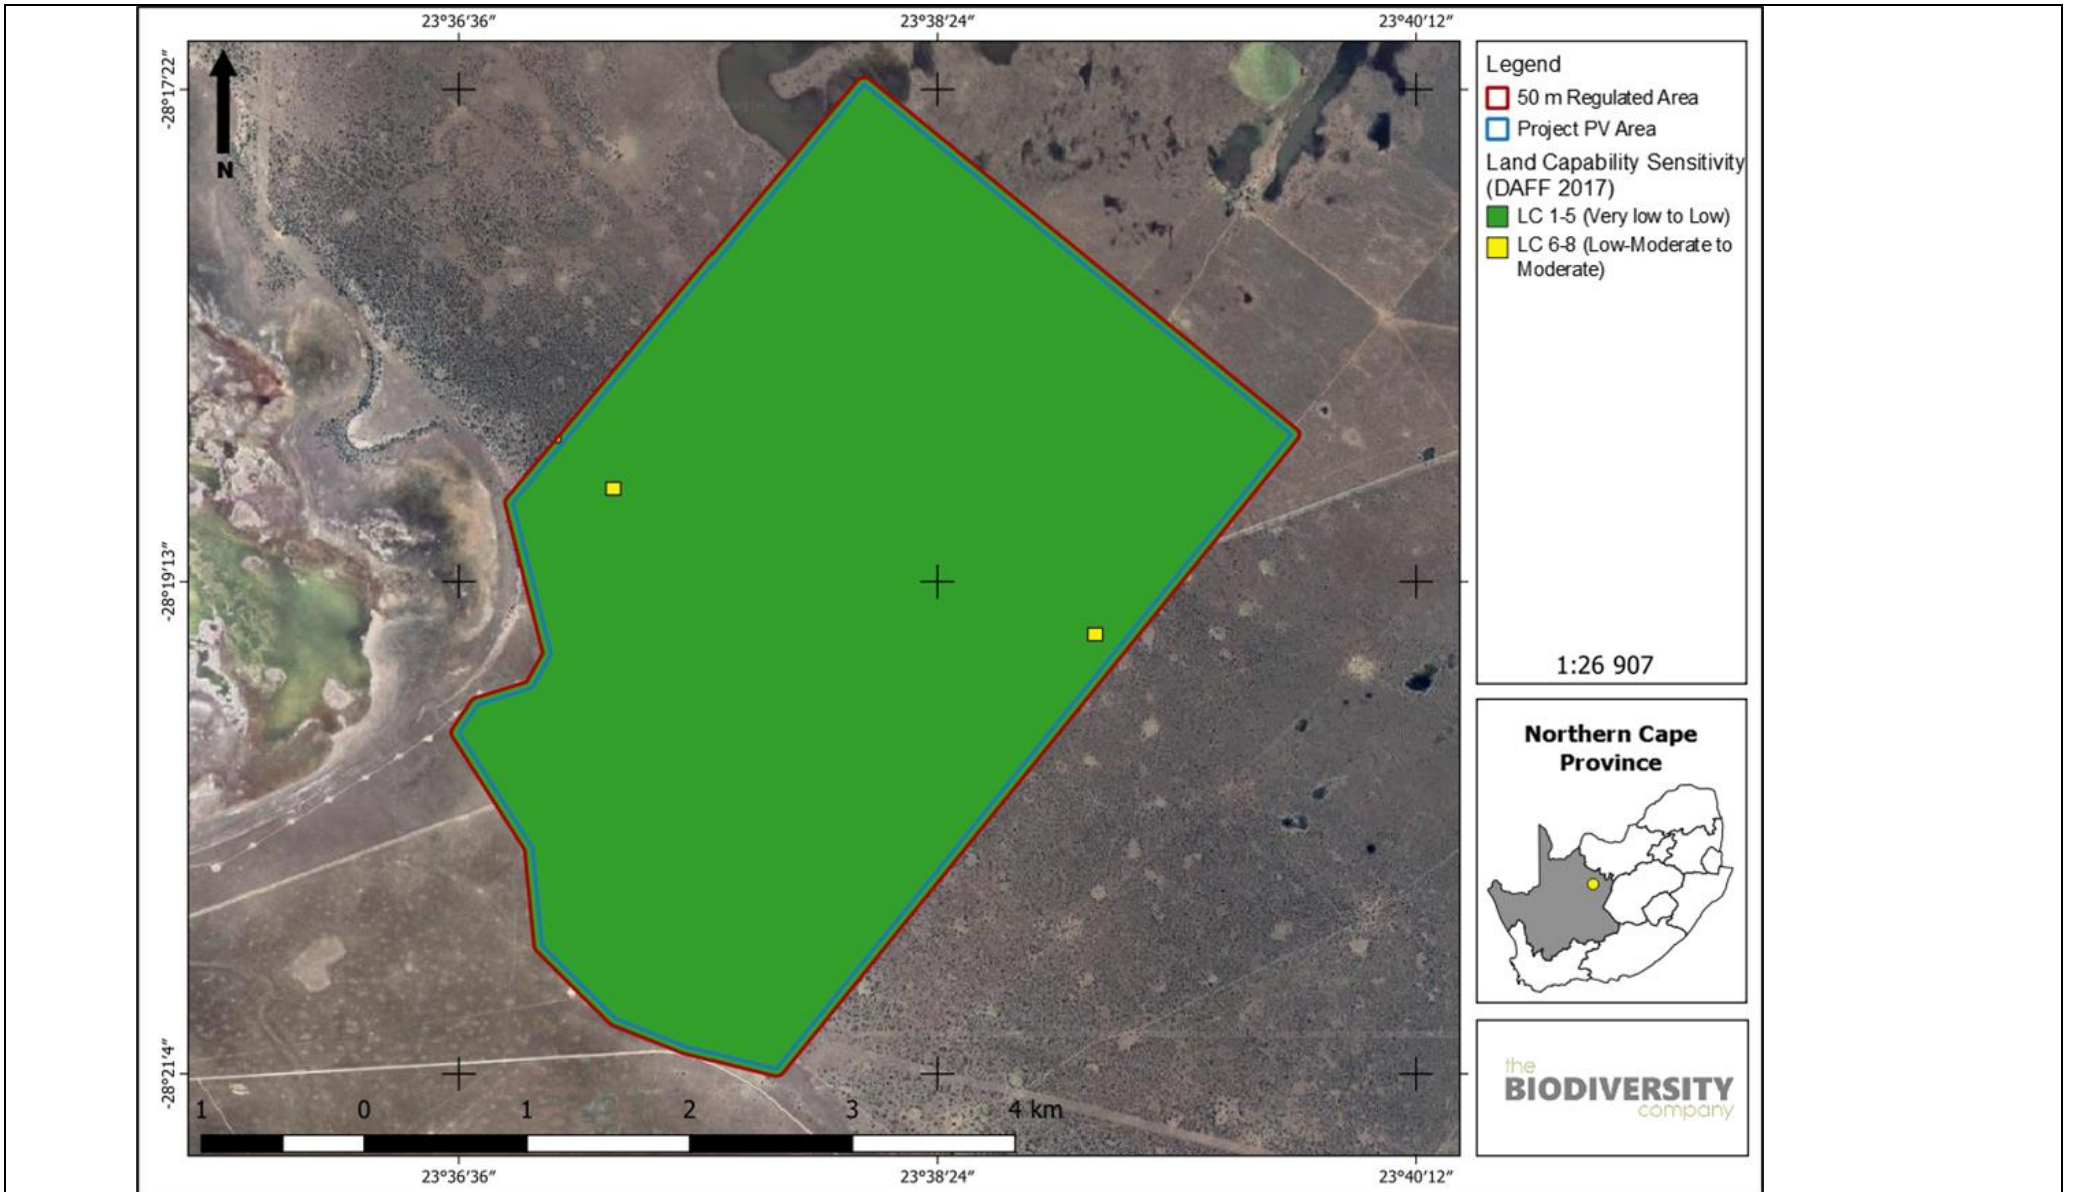 23°36'36"
23°38'24"
23°40'12"
-28°17'22"
-28°19'13"
-28°21'4"
N
1 0 1 2 3 4 km
23°36'36"
23°38'24"
23°40'12"
Legend
50 m Regulated Area
Project PV Area
Land Capability Sensitivity
(DAFF 2017)
LC 1-5 (Very low to Low)
LC 6-8 (Low-Moderate to
Moderate)
1:26 907
Northern Cape
Province
the
BIODIVERSITY
company